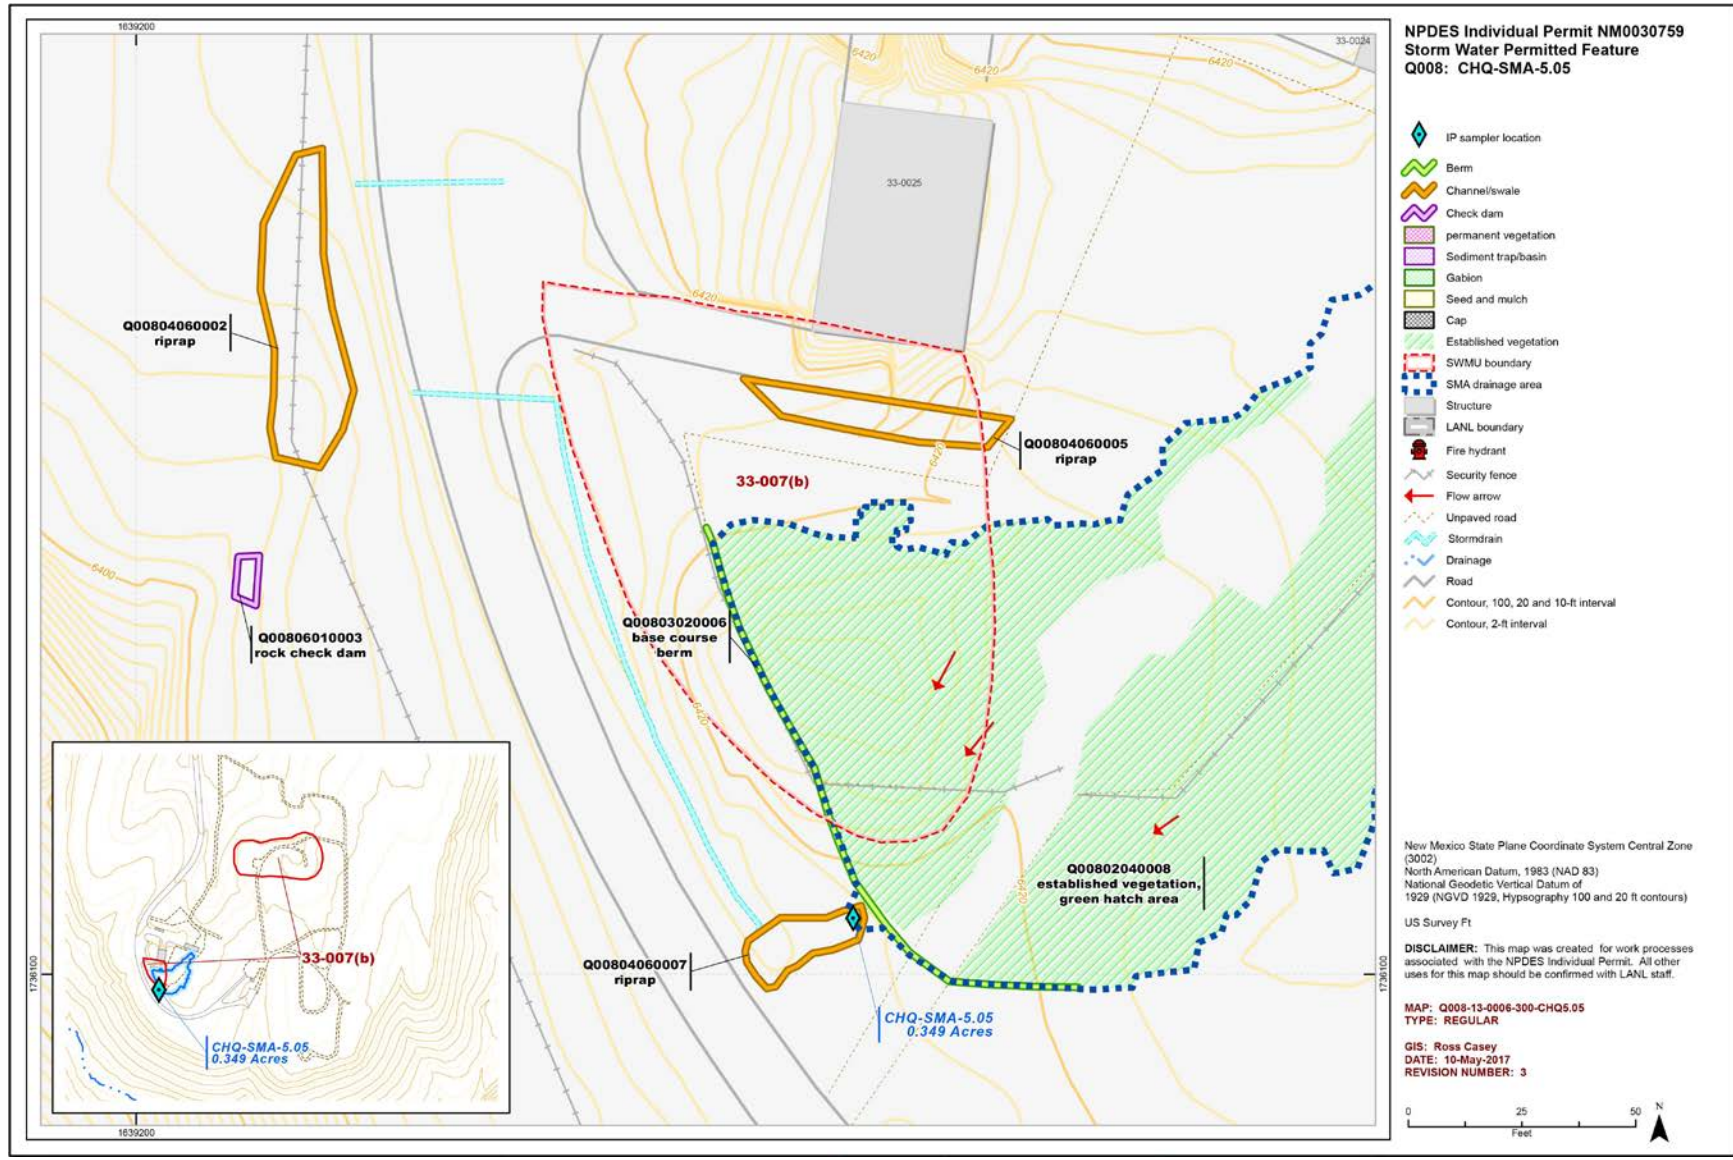 1639200
33-0024
6420
6420
6420
33-0025
6420
Q00804060002
riprap
Q00804060005
riprap
6420
33-007(b)
6400
Q00806010003
rock check dam
Q00803020006
base course
berm
6420
Q00802040008
established vegetation,
green hatch area
6420
Q00804060007
riprap
1736100
1736100
CHQ-SMA-5.05
0.349 Acres
33-007(b)
CHQ-SMA-5.05
0.349 Acres
1639200
NPDES Individual Permit NM0030759
Storm Water Permitted Feature
Q008: CHQ-SMA-5.05
IP sampler location
Berm
Channel/swale
Check dam
permanent vegetation
Sediment trap/basin
Gabion
Seed and mulch
Cap
Established vegetation
SWMU boundary
SMA drainage area
Structure
LANL boundary
Fire hydrant
Security fence
Flow arrow
Unpaved road
Stormdrain
Drainage
Road
Contour, 100, 20 and 10-ft interval
Contour, 2-ft interval
New Mexico State Plane Coordinate System Central Zone
(3002)
North American Datum, 1983 (NAD 83)
National Geodetic Vertical Datum of
1929 (NGVD 1929, Hypsography 100 and 20 ft contours)
US Survey Ft
DISCLAIMER: This map was created for work processes
associated with the NPDES Individual Permit. All other
uses for this map should be confirmed with LANL staff.
MAP: Q008-13-0006-300-CHQ5.05
TYPE: REGULAR
GIS: Ross Casey
DATE: 10-May-2017
REVISION NUMBER: 3
0 25 50
Feet
N